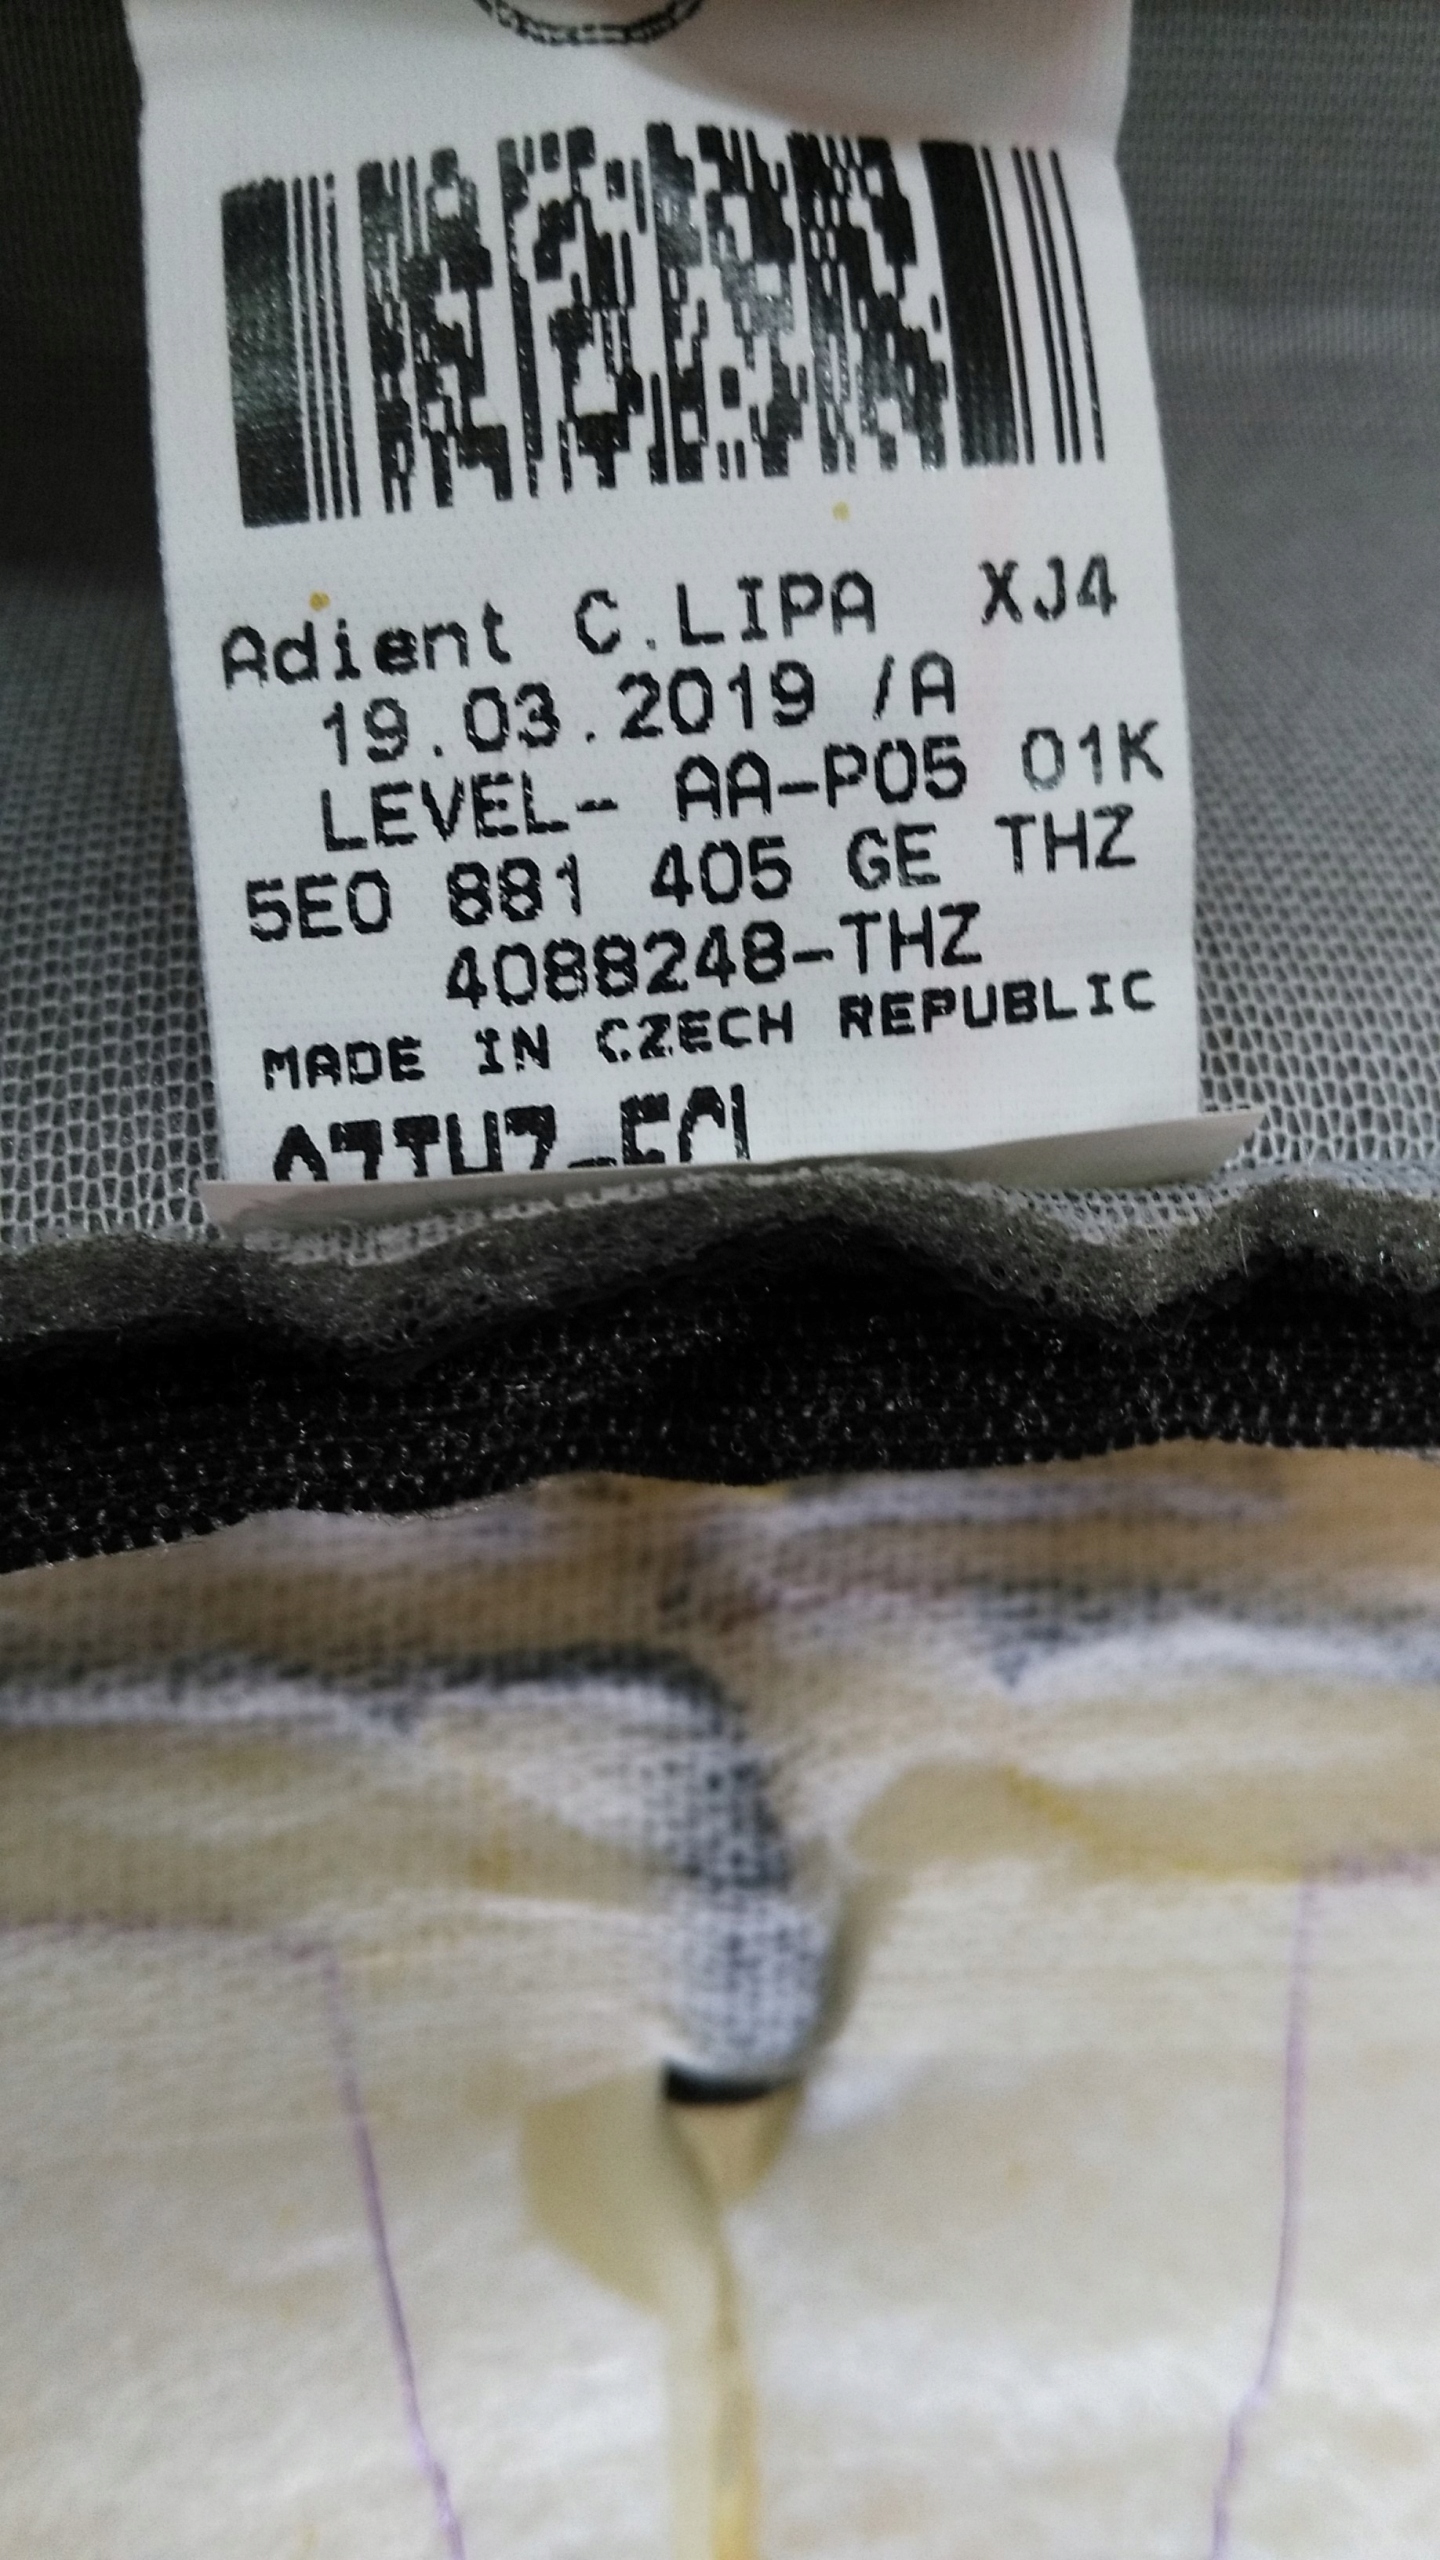 Adient C.LIPA XJ4
19.03.2019 /A
LEVEL- AA-P05 01K
5E0 881 405 GE THZ
4088248-THZ
MADE IN CZECH REPUBLIC